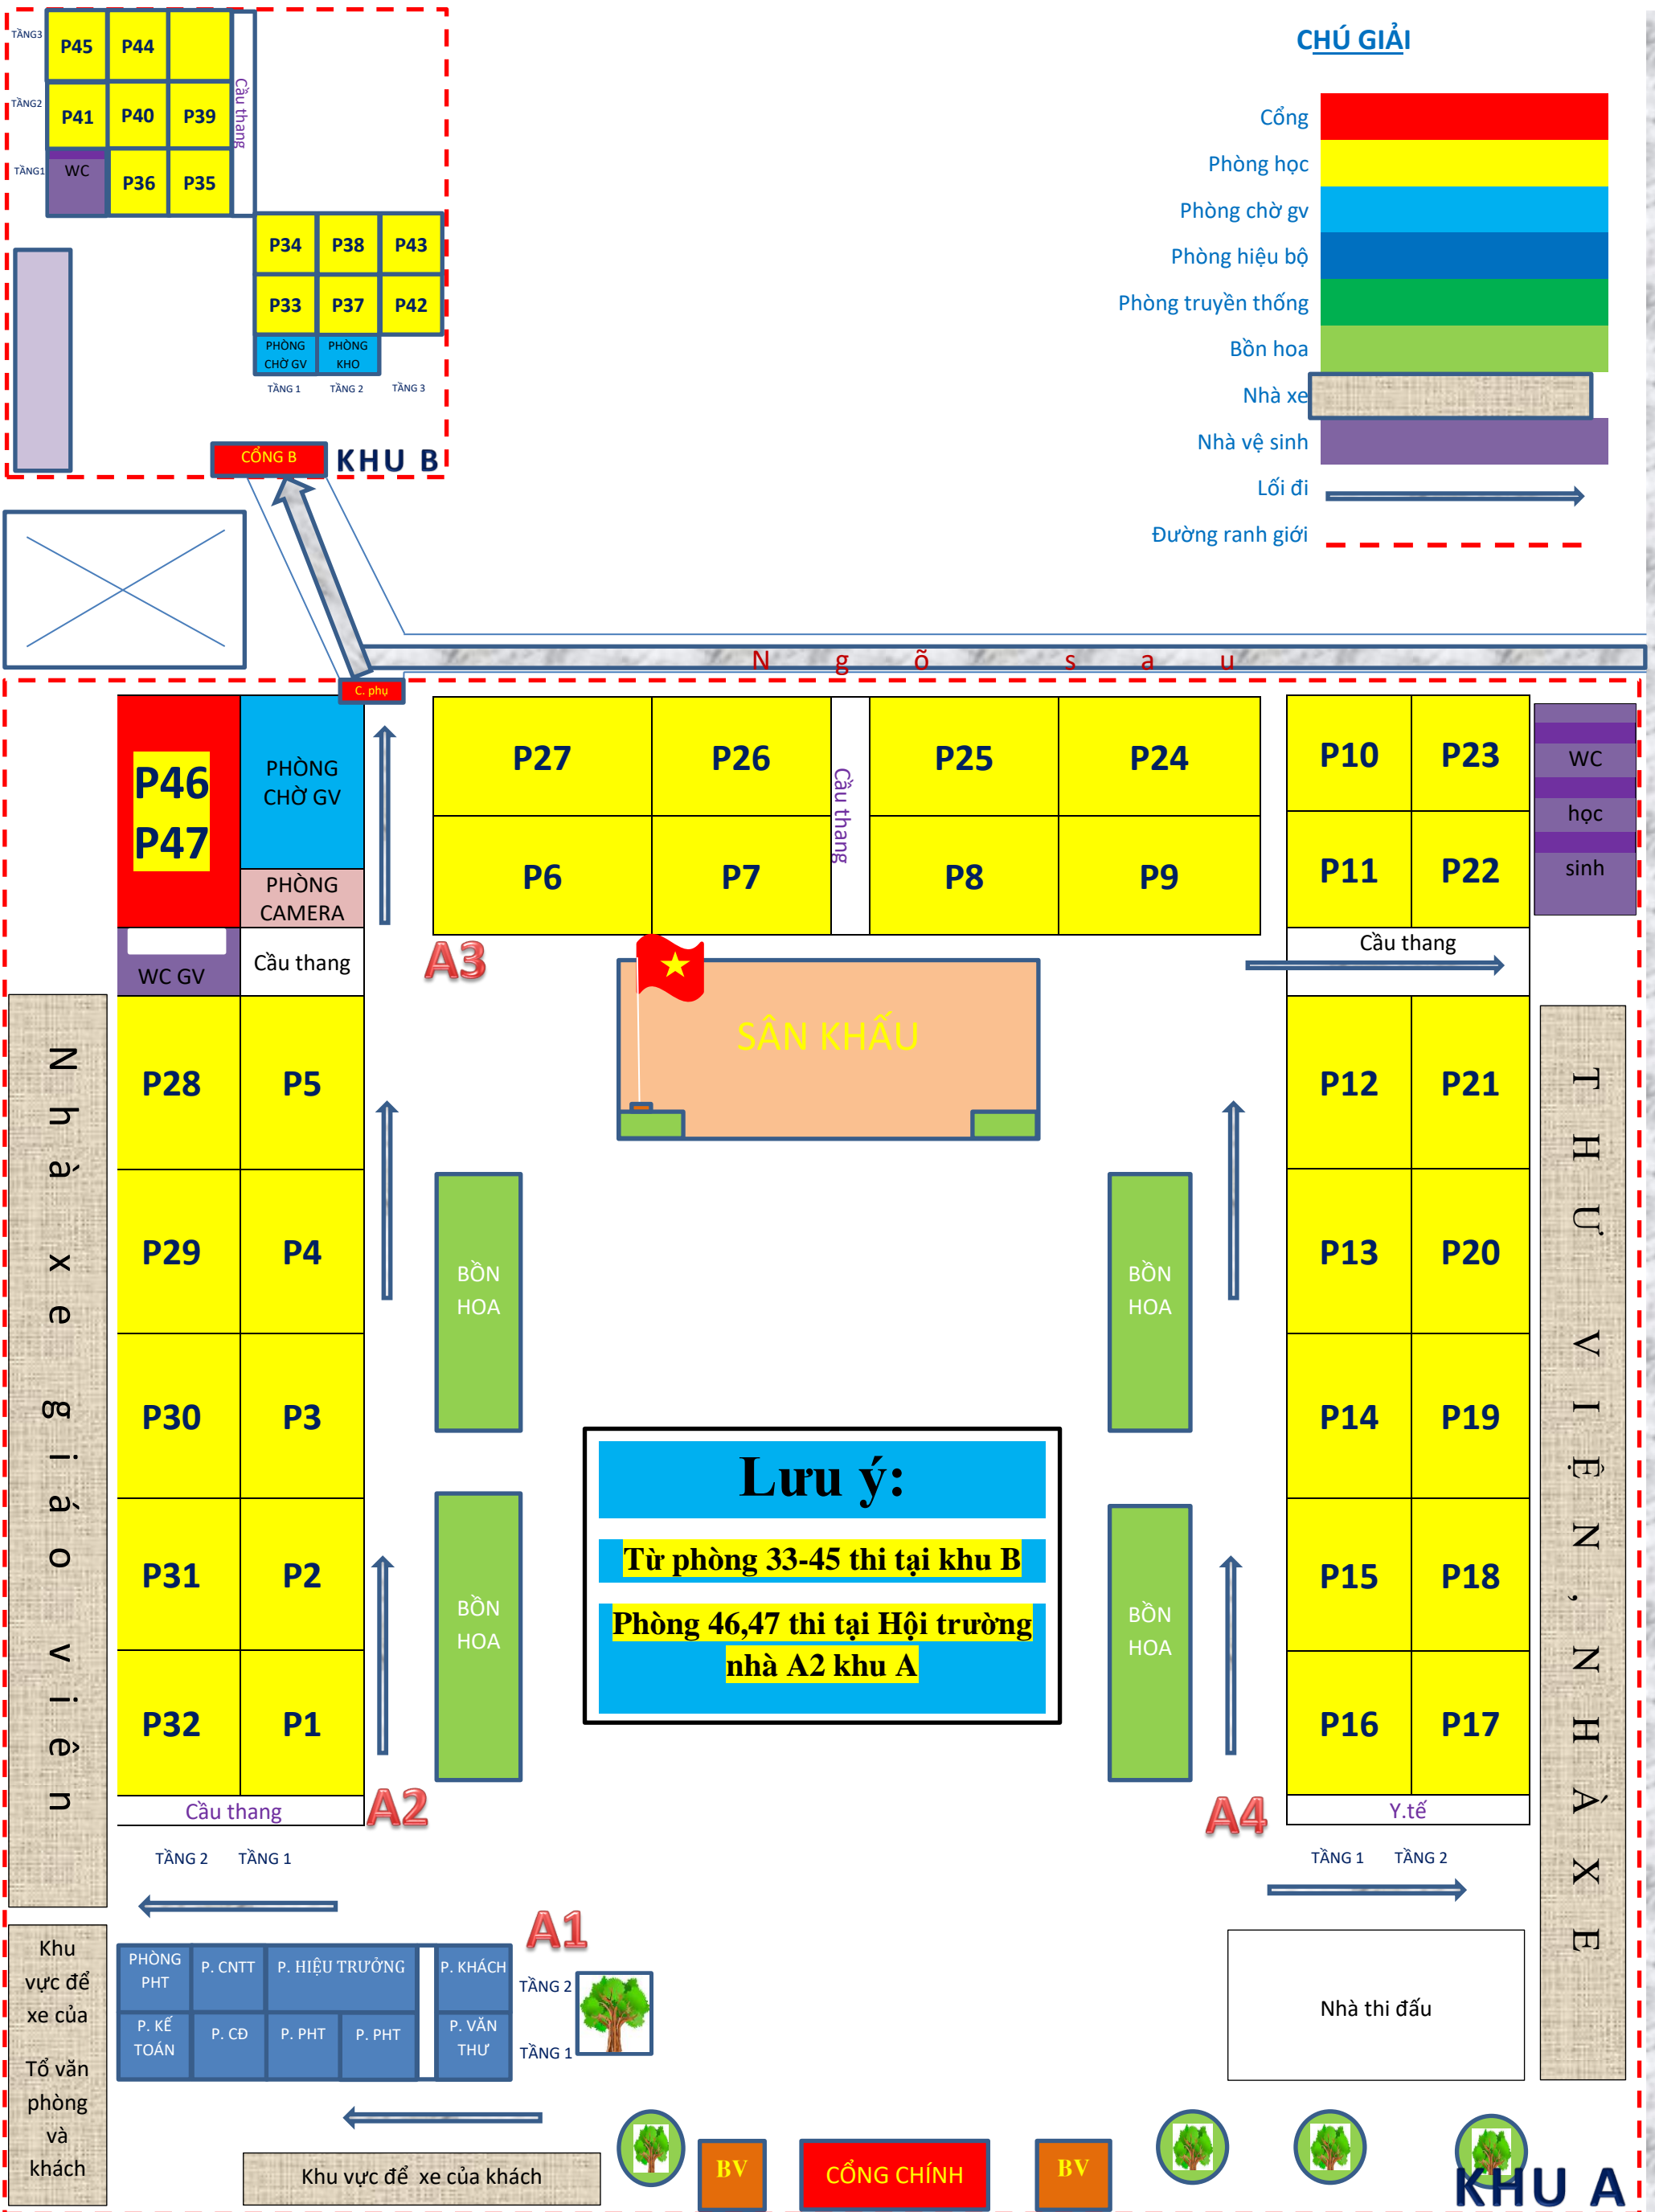 TẦNG3
P45
P44
TẦNG2
P41
P40
P39
Cầu thang
TẦNG1
WC
P36
P35
P34
P38
P43
P33
P37
P42
PHÒNG
CHỜ GV
PHÒNG
KHO
TẦNG 1
TẦNG 2
TẦNG 3
CỔNG B
KHU B
CHÚ GIẢI
Cổng
Phòng học
Phòng chờ gv
Phòng hiệu bộ
Phòng truyền thống
Bồn hoa
Nhà xe
Nhà vệ sinh
Lối đi
Đường ranh giới
Ngõ sau
C. phụ
P46
P47
PHÒNG
CHỜ GV
PHÒNG
CAMERA
WC GV
Cầu thang
P27
P26
Cầu thang
P25
P24
P6
P7
P8
P9
P10
P23
P11
P22
WC
học
sinh
Cầu thang
A3
SÂN KHẤU
Nhà xe giáo viên
P28
P5
P29
P4
P30
P3
P31
P2
P32
P1
Cầu thang
A2
TẦNG 2
TẦNG 1
BỒN
HOA
BỒN
HOA
BỒN
HOA
BỒN
HOA
Lưu ý:
Từ phòng 33-45 thi tại khu B
Phòng 46,47 thi tại Hội trường
nhà A2 khu A
P12
P21
P13
P20
P14
P19
P15
P18
P16
P17
Y.tế
A4
TẦNG 1
TẦNG 2
THƯ VIỆN, NHÀ XE
A1
Khu
vực để
xe của
Tổ văn
phòng
và
khách
PHÒNG
PHT
P. CNTT
P. HIỆU TRƯỞNG
P. KHÁCH
TẦNG 2
P. KẾ
TOÁN
P. CĐ
P. PHT
P. PHT
P. VĂN
THƯ
TẦNG 1
Nhà thi đấu
Khu vực để xe của khách
BV
CỔNG CHÍNH
BV
KHU A